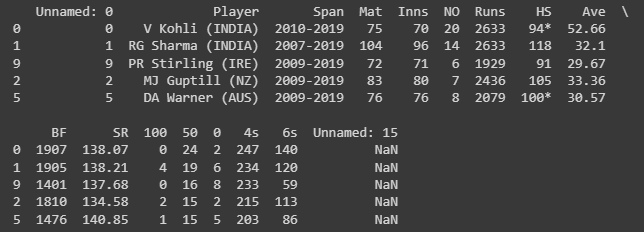 Unnamed: 0 Player Span Mat Inns NO Runs HS Ave \
0 0 V Kohli (INDIA) 2010-2019 75 70 20 2633 94* 52.66
1 1 RG Sharma (INDIA) 2007-2019 104 96 14 2633 118 32.1
9 9 PR Stirling (IRE) 2009-2019 72 71 6 1929 91 29.67
2 2 MJ Guptill (NZ) 2009-2019 83 80 7 2436 105 33.36
5 5 DA Warner (AUS) 2009-2019 76 76 8 2079 100* 30.57
BF SR 100 50 0 4s 6s Unnamed: 15
0 1907 138.07 0 24 2 247 140 NaN
1 1905 138.21 4 19 6 234 120 NaN
9 1401 137.68 0 16 8 233 59 NaN
2 1810 134.58 2 15 2 215 113 NaN
5 1476 140.85 1 15 5 203 86 NaN